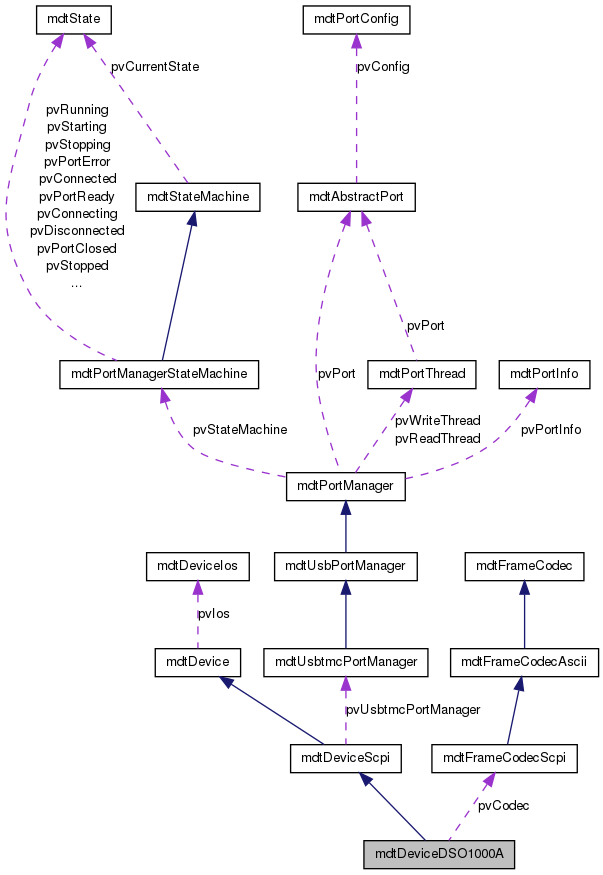 mdtState
mdtPortConfig
pvCurrentState
pvConfig
pvRunning
pvStarting
pvStopping
pvPortError
pvConnected
pvPortReady
pvConnecting
pvDisconnected
pvPortClosed
pvStopped
...
mdtStateMachine
mdtAbstractPort
pvPort
mdtPortManagerStateMachine
pvPort
mdtPortThread
mdtPortInfo
pvStateMachine
pvWriteThread
pvReadThread
pvPortInfo
mdtPortManager
mdtDeviceIos
mdtUsbPortManager
mdtFrameCodec
pvIos
mdtDevice
mdtUsbtmcPortManager
mdtFrameCodecAscii
pvUsbtmcPortManager
mdtDeviceScpi
mdtFrameCodecScpi
pvCodec
mdtDeviceDSO1000A